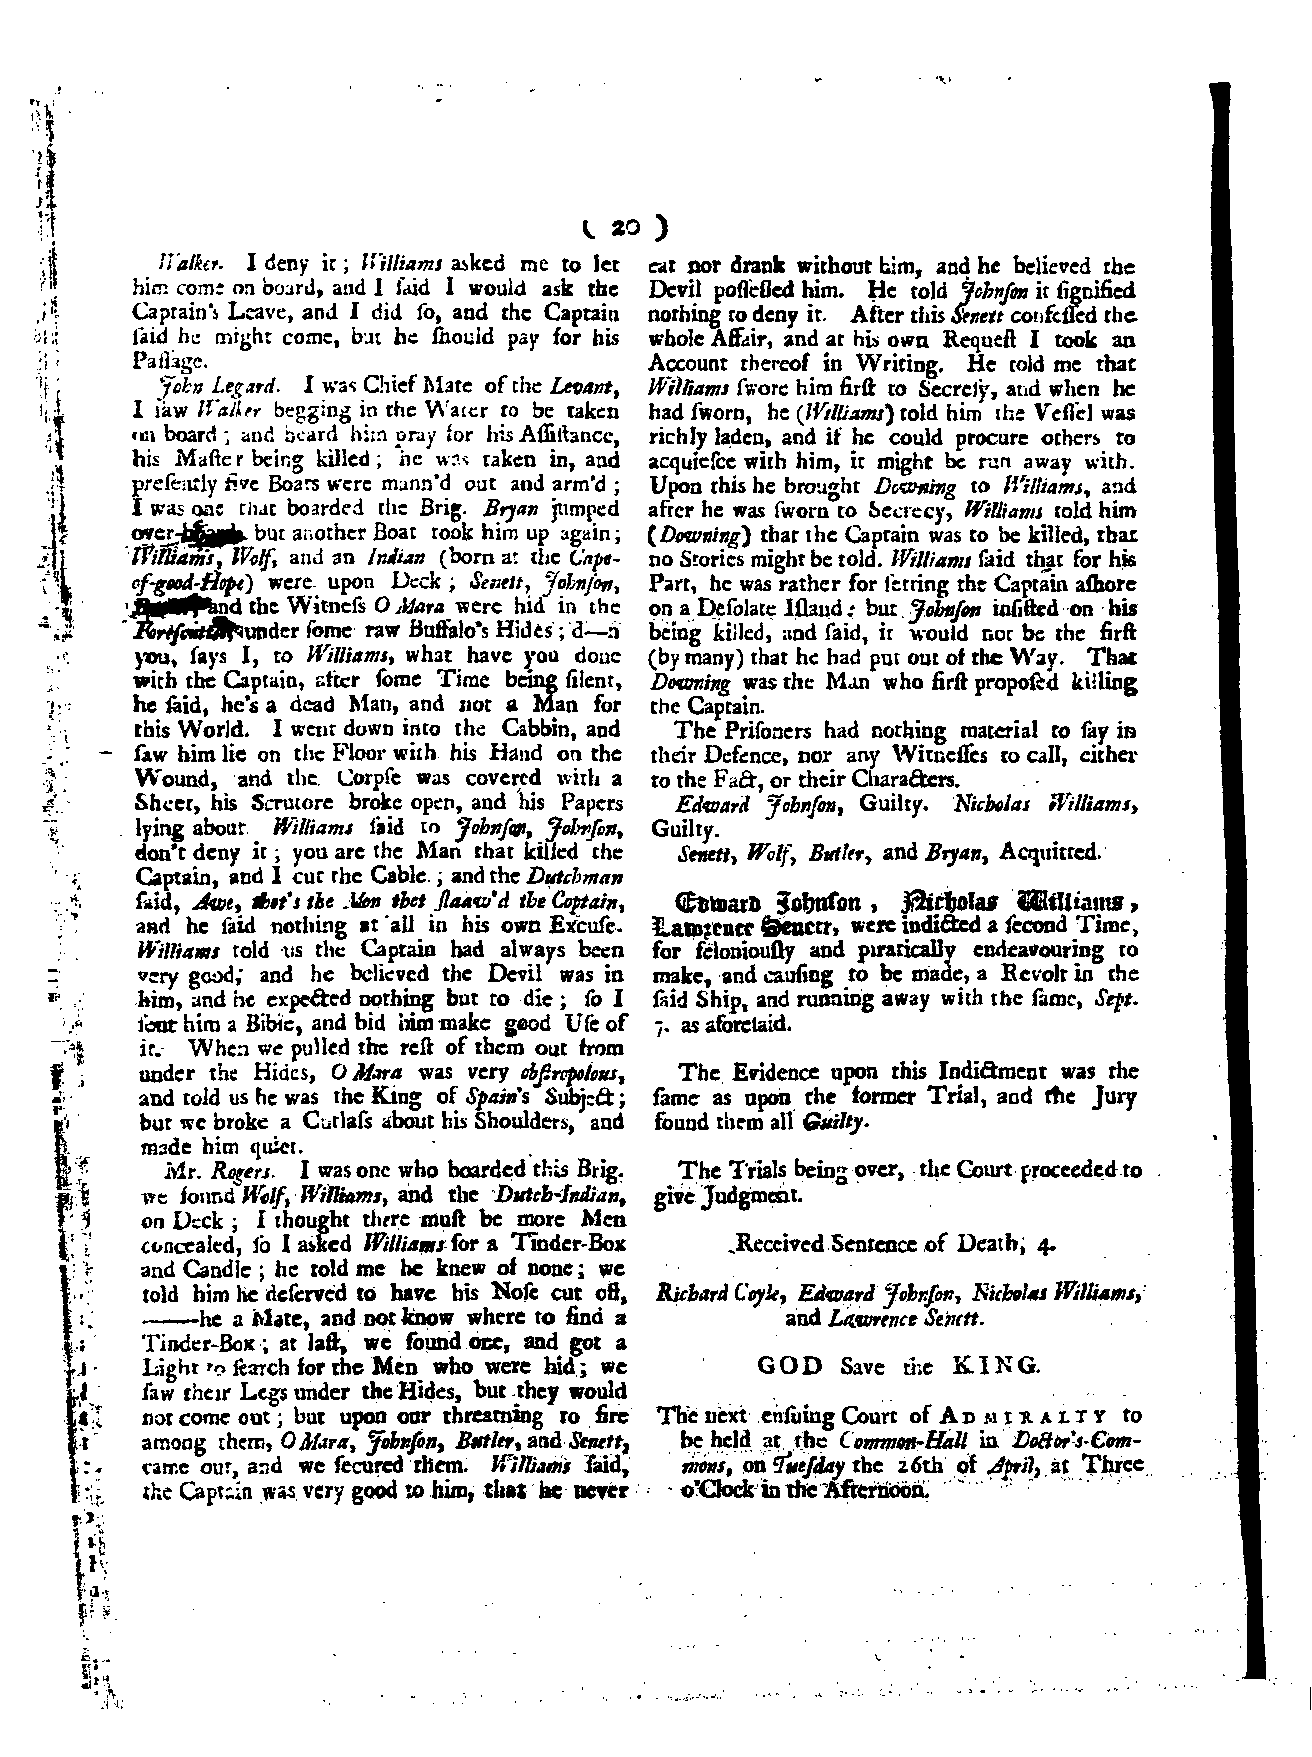 ( 20 )
Walker. I deny it; Williams asked me to let
him come on board, and I ſaid I would ask the
Captain's Leave, and I did ſo, and the Captain
ſaid he might come, but he ſhould pay for his
Paſſage.
John Legard. I was Chief Mate of the Levant,
I ſaw Walker begging in the Water to be taken
on board; and heard him pray for his Aſſiſtance,
his Maſter being killed; he was taken in, and
preſently five Boats were mann'd out and arm'd;
I was one that boarded the Brig. Bryan jumped
over- but another Boat took him up again;
Williams, Wolf, and an Indian (born at the Cape-
of-good-Hope) were upon Deck; Senett, Johnſon,
and the Witneſs O Mara were hid in the
under ſome raw Buffalo's Hides; d—n
you, ſays I, to Williams, what have you done
with the Captain, after ſome Time being ſilent,
he ſaid, he's a dead Man, and not a Man for
this World. I went down into the Cabbin, and
ſaw him lie on the Floor with his Hand on the
Wound, and the Corpſe was covered with a
Sheet, his Scrutore broke open, and his Papers
lying about. Williams ſaid to Johnſon, Johnſon,
don't deny it; you are the Man that killed the
Captain, and I cut the Cable.; and the Dutchman
ſaid, Awe, that's the Mon thet ſlaaw'd the Coptain,
and he ſaid nothing at all in his own Excuſe.
Williams told us the Captain had always been
very good; and he believed the Devil was in
him, and he expected nothing but to die; ſo I
ſent him a Bible, and bid him make good Uſe of
it. When we pulled the reſt of them out from
under the Hides, O Mara was very obſtropolous,
and told us he was the King of Spain's Subject;
but we broke a Cutlaſs about his Shoulders, and
made him quiet.
Mr. Rogers. I was one who boarded this Brig.
we found Wolf, Williams, and the Dutch-Indian,
on Deck; I thought there muſt be more Men
concealed, ſo I asked Williams for a Tinder-Box
and Candle; he told me he knew of none; we
told him he deſerved to have his Noſe cut off,
——he a Mate, and not know where to find a
Tinder-Box; at laſt, we found one, and got a
Light to ſearch for the Men who were hid; we
ſaw their Legs under the Hides, but they would
not come out; but upon our threatning to fire
among them, O Mara, Johnſon, Butler, and Senett,
came out, and we ſecured them. Williams ſaid,
the Captain was very good to him, that he never
eat nor drank without him, and he believed the
Devil poſſeſſed him. He told Johnſon it ſignified
nothing to deny it. After this Senett confeſſed the
whole Affair, and at his own Requeſt I took an
Account thereof in Writing. He told me that
Williams ſwore him firſt to Secreſy, and when he
had ſworn, he (Williams) told him the Veſſel was
richly laden, and if he could procure others to
acquieſce with him, it might be run away with.
Upon this he brought Downing to Williams, and
after he was ſworn to Secrecy, Williams told him
(Downing) that the Captain was to be killed, that
no Stories might be told. Williams ſaid that for his
Part, he was rather for ſetting the Captain aſhore
on a Deſolate Iſland: but Johnſon inſiſted on his
being killed, and ſaid, it would not be the firſt
(by many) that he had put out of the Way. That
Downing was the Man who firſt propoſed killing
the Captain.
The Priſoners had nothing material to ſay in
their Defence, nor any Witneſſes to call, either
to the Fact, or their Characters.
Edward Johnſon, Guilty. Nicholas Williams,
Guilty.
Senett, Wolf, Butler, and Bryan, Acquitted.
Edward Johnſon, Nicholas Williams,
Lawrence Senett, were indicted a ſecond Time,
for feloniouſly and piratically endeavouring to
make, and cauſing to be made, a Revolt in the
ſaid Ship, and running away with the ſame, Sept.
7. as aforeſaid.
The Evidence upon this Indictment was the
ſame as upon the former Trial, and the Jury
found them all Guilty.
The Trials being over, the Court proceeded to
give Judgment.
Received Sentence of Death, 4.
Richard Coyle, Edward Johnſon, Nicholas Williams,
and Lawrence Senett.
GOD Save the KING.
The next enſuing Court of ADMIRALTY to
be held at the Common-Hall in Doctor's-Com-
mons, on Tueſday the 26th of April, at Three
o'Clock in the Afternoon.